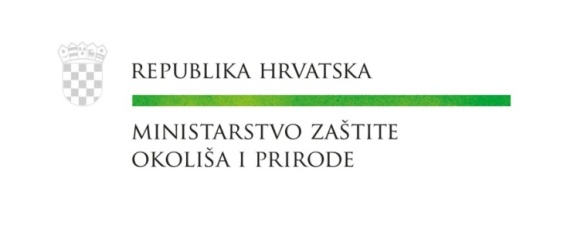 REPUBLIKA HRVATSKA
MINISTARSTVO ZAŠTITE
OKOLIŠA I PRIRODE